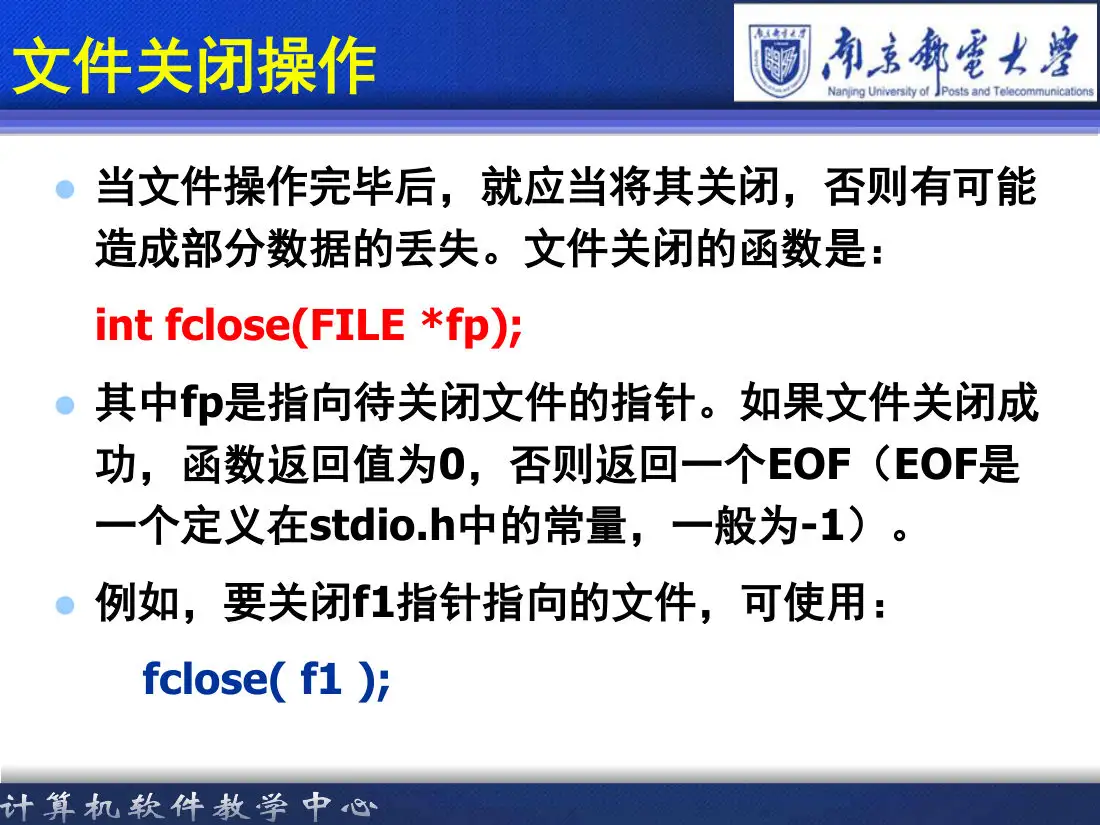 文件关闭操作
南京邮电大学
南京郵電大學
Nanjing University of Posts and Telecommunications
当文件操作完毕后，就应当将其关闭，否则有可能
造成部分数据的丢失。文件关闭的函数是：
int fclose(FILE *fp);
其中fp是指向待关闭文件的指针。如果文件关闭成
功，函数返回值为0，否则返回一个EOF（EOF是
一个定义在stdio.h中的常量，一般为-1）。
例如，要关闭f1指针指向的文件，可使用：
fclose( f1 );
计算机软件教学中心